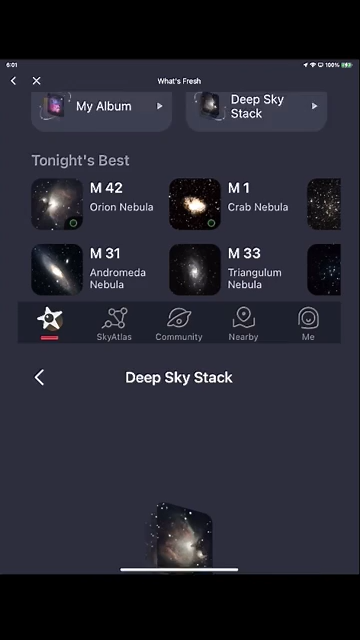 6:01
100%
What's Fresh
My Album
Deep Sky
Stack
Tonight's Best
M 42
Orion Nebula
M 1
Crab Nebula
M 31
Andromeda
Nebula
M 33
Triangulum
Nebula
SkyAtlas
Community
Nearby
Me
Deep Sky Stack